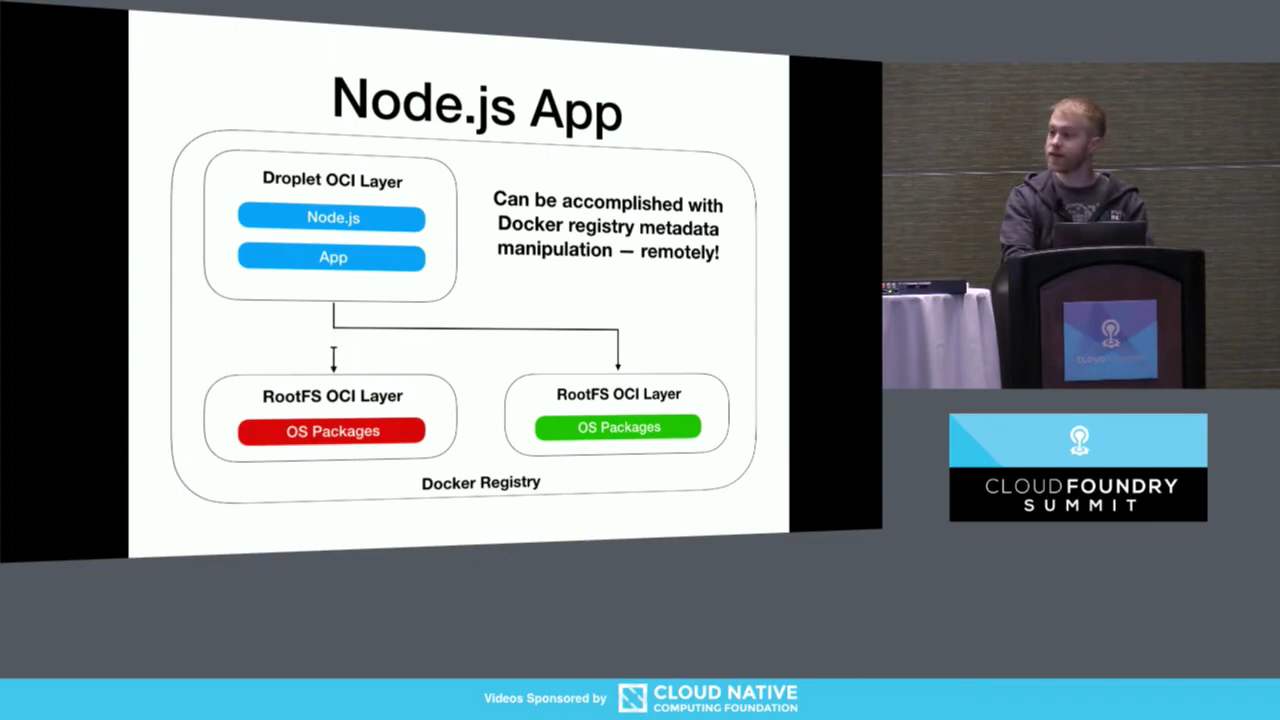 Node.js App
Droplet OCI Layer
Node.js
App
Can be accomplished with
Docker registry metadata
manipulation — remotely!
RootFS OCI Layer
OS Packages
RootFS OCI Layer
OS Packages
Docker Registry
CLOUD FOUNDRY
CLOUDFOUNDRY
SUMMIT
Videos Sponsored by
CLOUD NATIVE
COMPUTING FOUNDATION